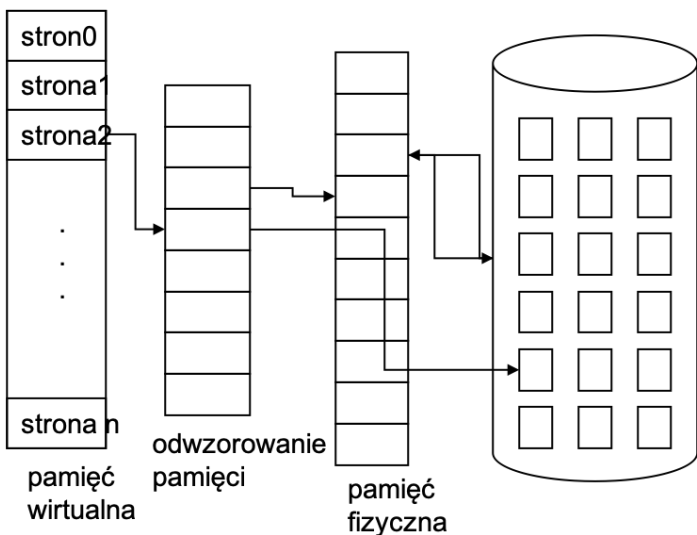 stron0
strona1
strona2
.
.
.
strona n
pamięć
wirtualna
odwzorowanie
pamięci
pamięć
fizyczna